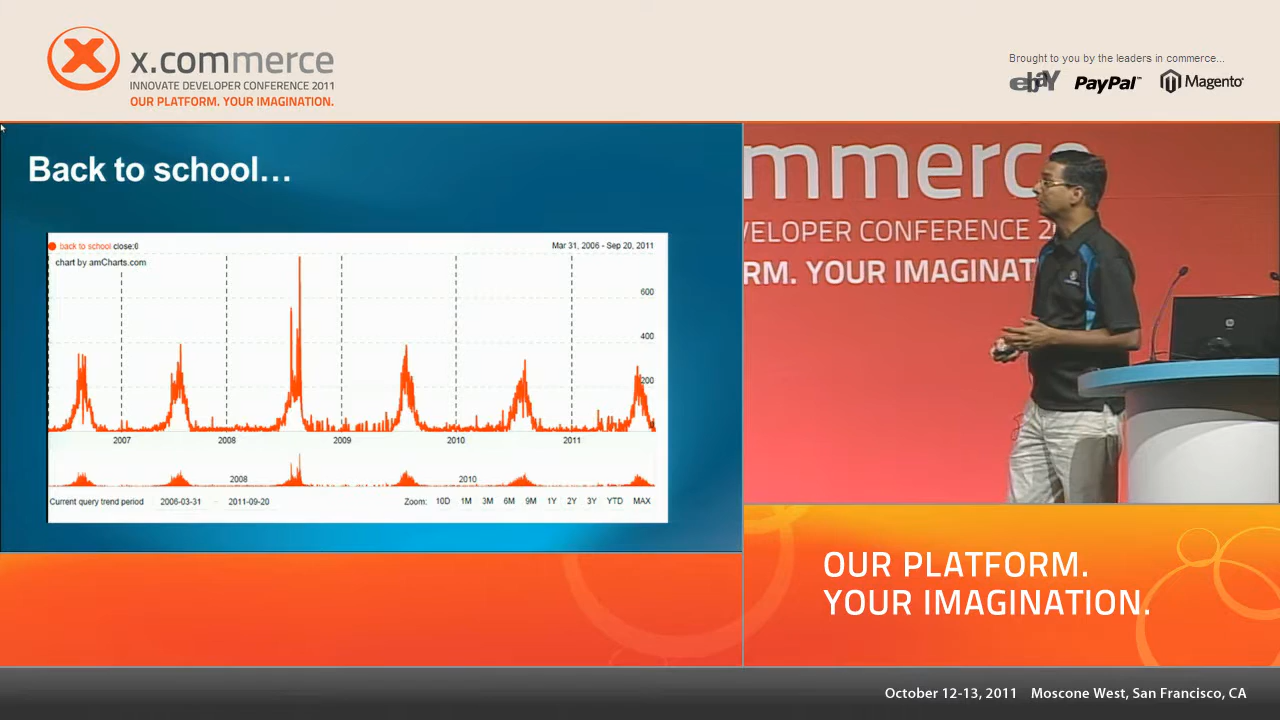 x.commerce
INNOVATE DEVELOPER CONFERENCE 2011
OUR PLATFORM. YOUR IMAGINATION.
Brought to you by the leaders in commerce...
ebaY PayPal™ Magento®
Back to school...
back to school close:0
Mar 31, 2006 - Sep 20, 2011
chart by amCharts.com
600
400
200
2007 2008 2009 2010 2011
2008 2010
Current query trend period 2006-03-31 - 2011-09-20 Zoom: 10D 1M 3M 6M 9M 1Y 2Y 3Y YTD MAX
mmerce
VELOPER CONFERENCE 2
RM. YOUR IMAGINAT
hp
OUR PLATFORM.
YOUR IMAGINATION.
October 12-13, 2011 Moscone West, San Francisco, CA